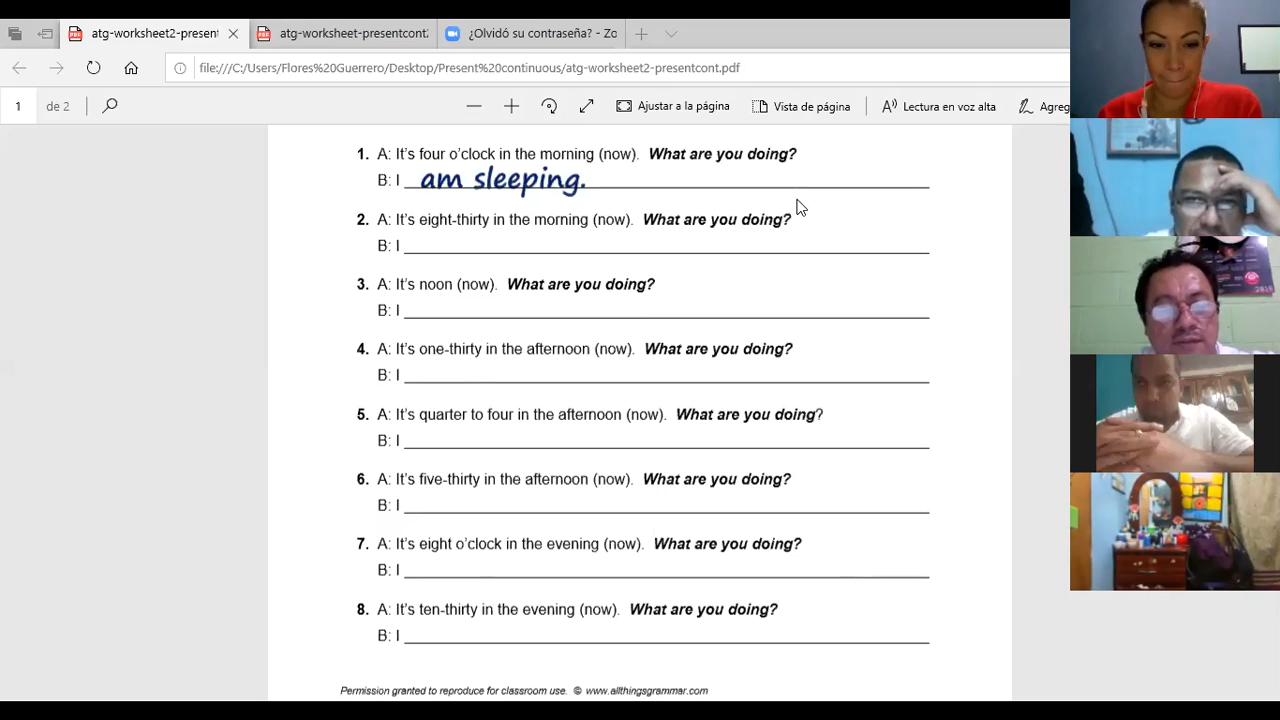 atg-worksheet2-present
atg-worksheet-presentcont2
¿Olvidó su contraseña? - Zo
file:///C:/Users/Flores%20Guerrero/Desktop/Present%20continuous/atg-worksheet2-presentcont.pdf
1 de 2
Ajustar a la página
Vista de página
Lectura en voz alta
Agreg
1. A: It's four o'clock in the morning (now). What are you doing?
B: I am sleeping.
2. A: It's eight-thirty in the morning (now). What are you doing?
B: I
3. A: It's noon (now). What are you doing?
B: I
4. A: It's one-thirty in the afternoon (now). What are you doing?
B: I
5. A: It's quarter to four in the afternoon (now). What are you doing?
B: I
6. A: It's five-thirty in the afternoon (now). What are you doing?
B: I
7. A: It's eight o'clock in the evening (now). What are you doing?
B: I
8. A: It's ten-thirty in the evening (now). What are you doing?
B: I
Permission granted to reproduce for classroom use. © www.allthingsgrammar.com